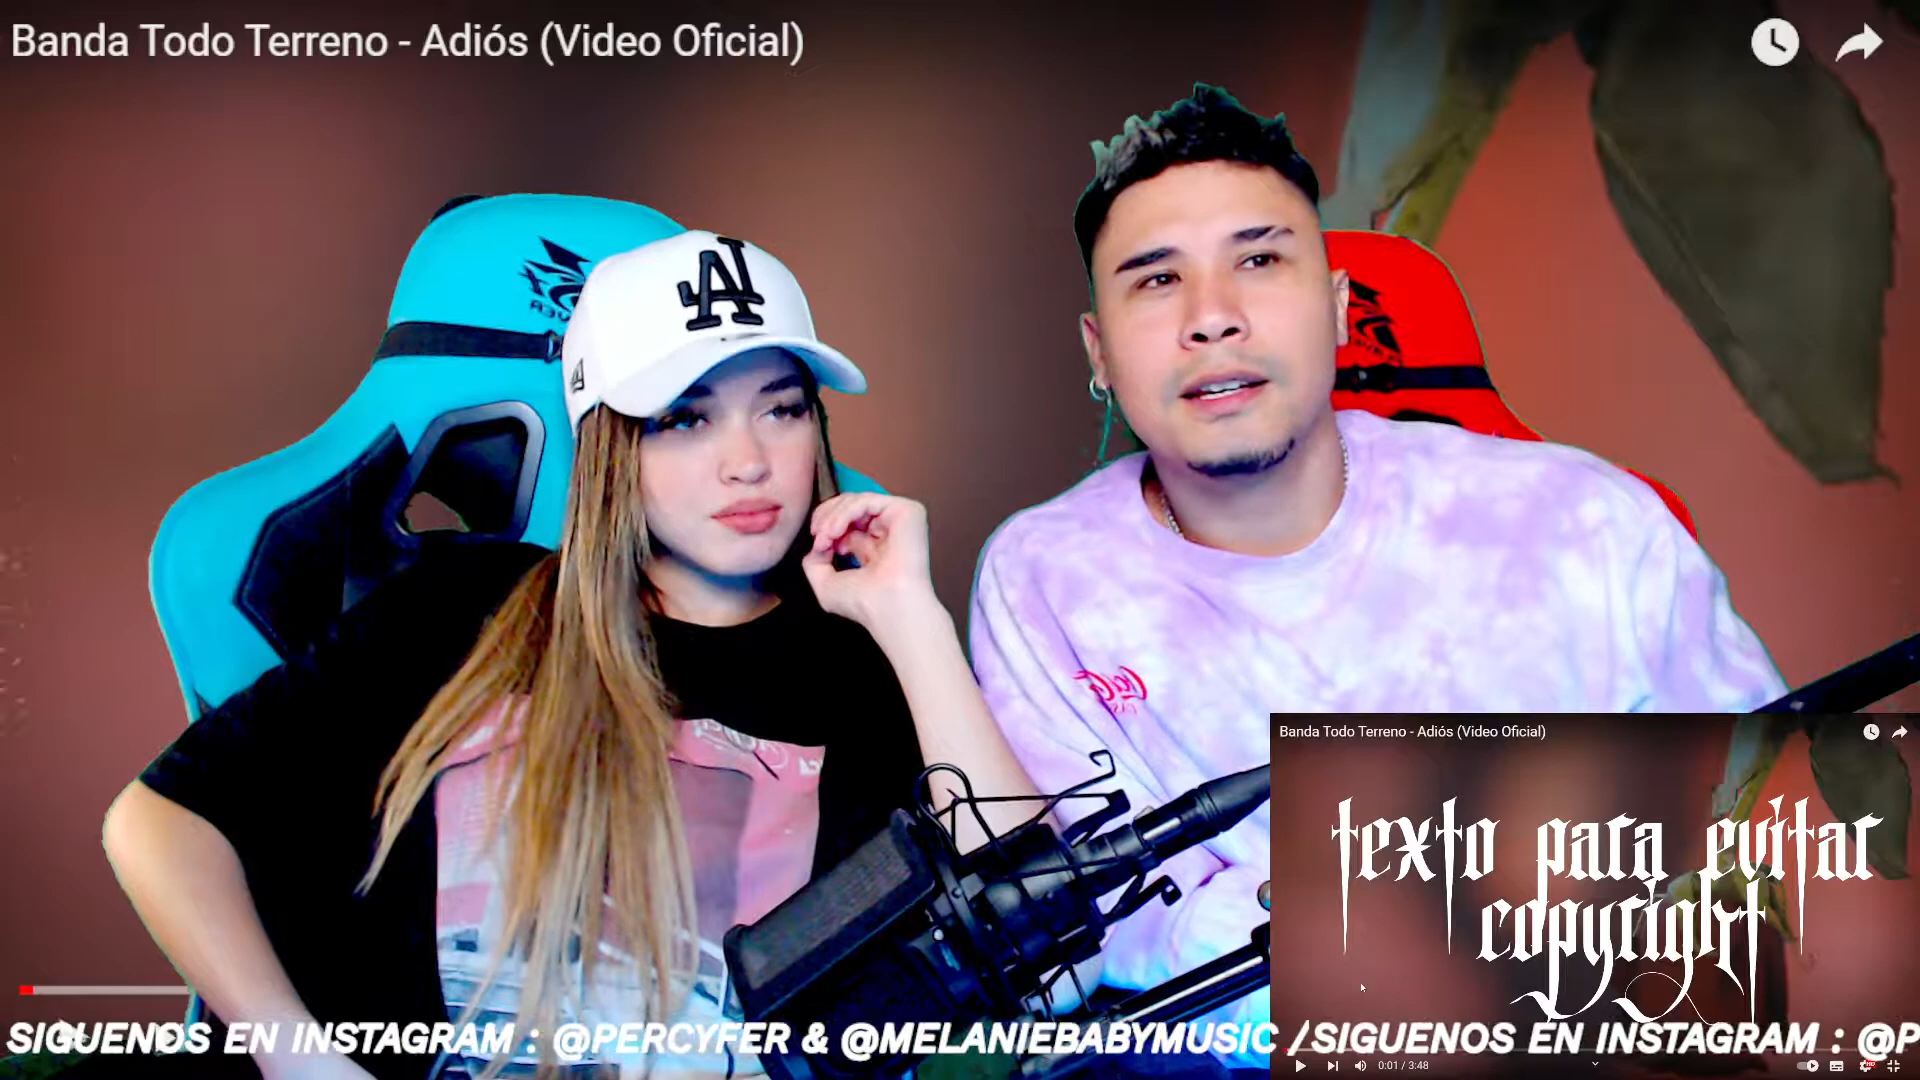 Banda Todo Terreno - Adiós (Video Oficial)
Banda Todo Terreno - Adiós (Video Oficial)
texto para evitar
copyright
SIGUENOS EN INSTAGRAM : @PERCYFER & @MELANIEBABYMUSIC / SIGUENOS EN INSTAGRAM : @P
0:01 / 3:48